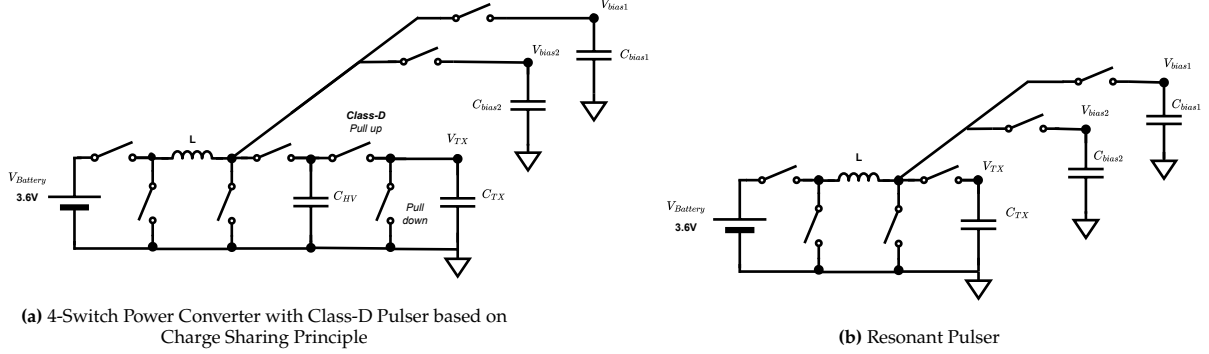 V_bias1
V_bias2
C_bias1
C_bias2
Class-D
Pull up
L
V_TX
V_Battery
3.6V
C_HV
C_TX
Pull
down
(a) 4-Switch Power Converter with Class-D Pulser based on
Charge Sharing Principle
V_bias1
C_bias1
V_bias2
C_bias2
L
V_TX
V_Battery
3.6V
C_TX
(b) Resonant Pulser